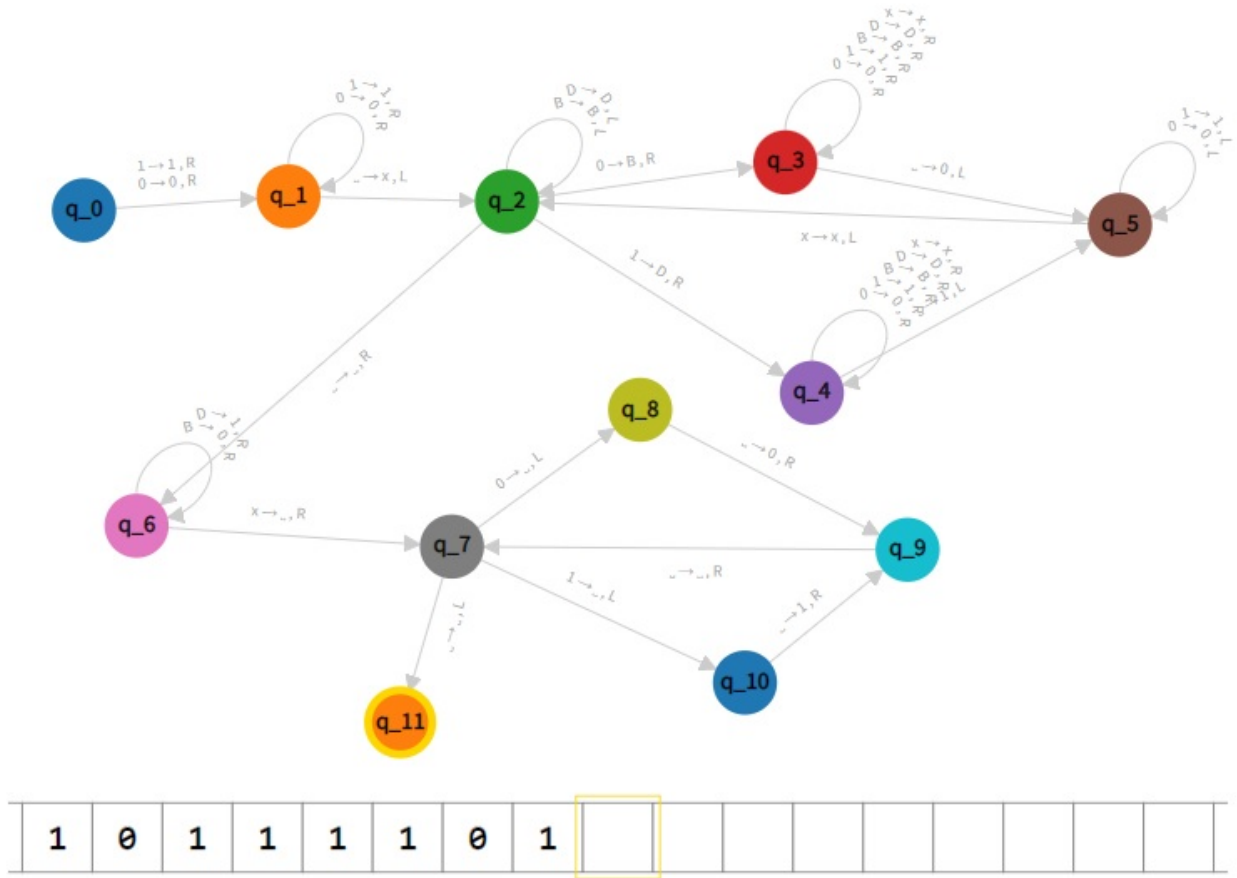 x→x,R
D→D,R
B→B,R
1→1,R
0→0,R
1→1,R
0→0,R
D→D,L
B→B,L
1→1,L
0→0,L
1→1,R
0→0,R
q_0
q_1
␣→x,L
q_2
0→B,R
q_3
␣→0,L
q_5
x→x,L
1→D,R
x→x,R
D→D,R
B→B,R
1→1,R
0→0,R
␣→1,L
q_4
␣→␣,R
q_8
D→1,R
B→0,R
0→␣,L
␣→0,R
q_6
x→␣,R
q_7
␣→␣,R
q_9
1→␣,L
␣→1,R
␣→␣,L
q_10
q_11
1 0 1 1 1 1 0 1